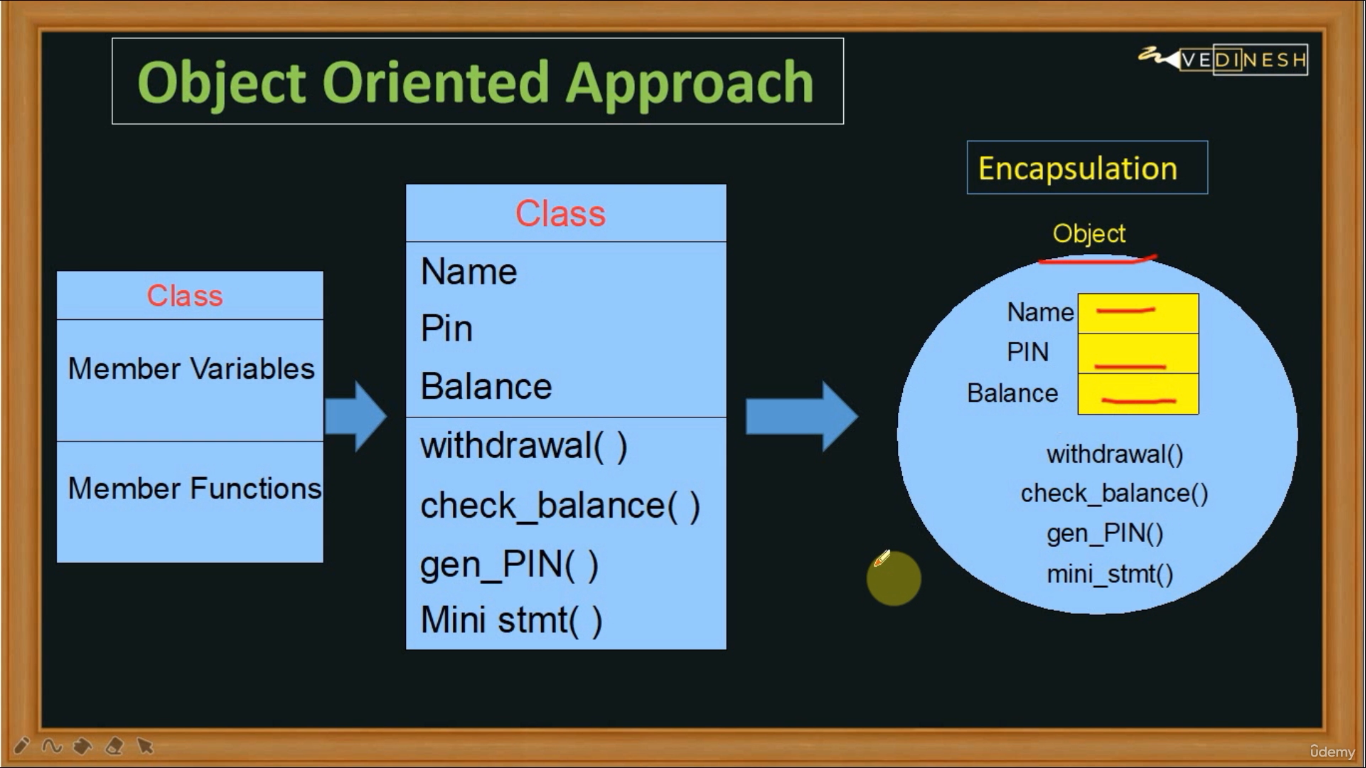 Object Oriented Approach
VEDINESH
Encapsulation
Class
Member Variables
Member Functions
Class
Name
Pin
Balance
withdrawal( )
check_balance( )
gen_PIN( )
Mini stmt( )
Object
Name
PIN
Balance
withdrawal()
check_balance()
gen_PIN()
mini_stmt()
ûdemy